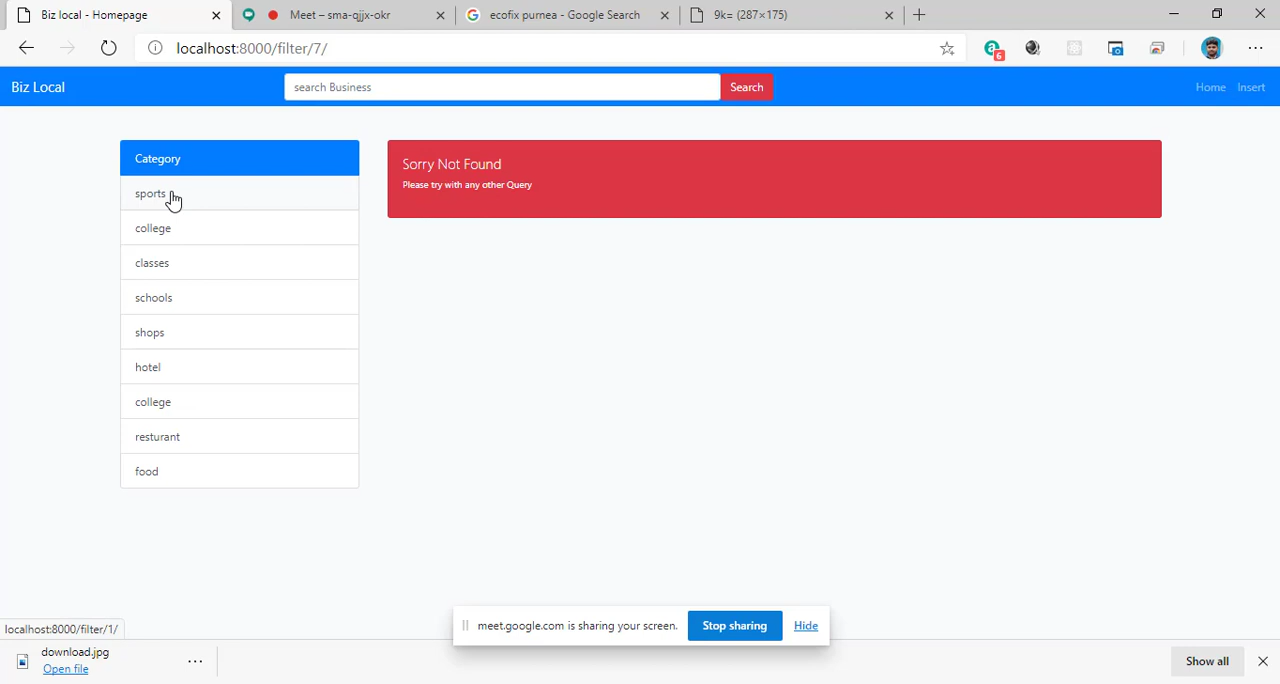 Biz local - Homepage
Meet – sma-qjjx-okr
ecofix purnea - Google Search
9k= (287×175)
localhost:8000/filter/7/
6
Biz Local
search Business
Search
Home
Insert
Category
sports
college
classes
schools
shops
hotel
college
resturant
food
Sorry Not Found
Please try with any other Query
localhost:8000/filter/1/
meet.google.com is sharing your screen.
Stop sharing
Hide
download.jpg
Open file
Show all